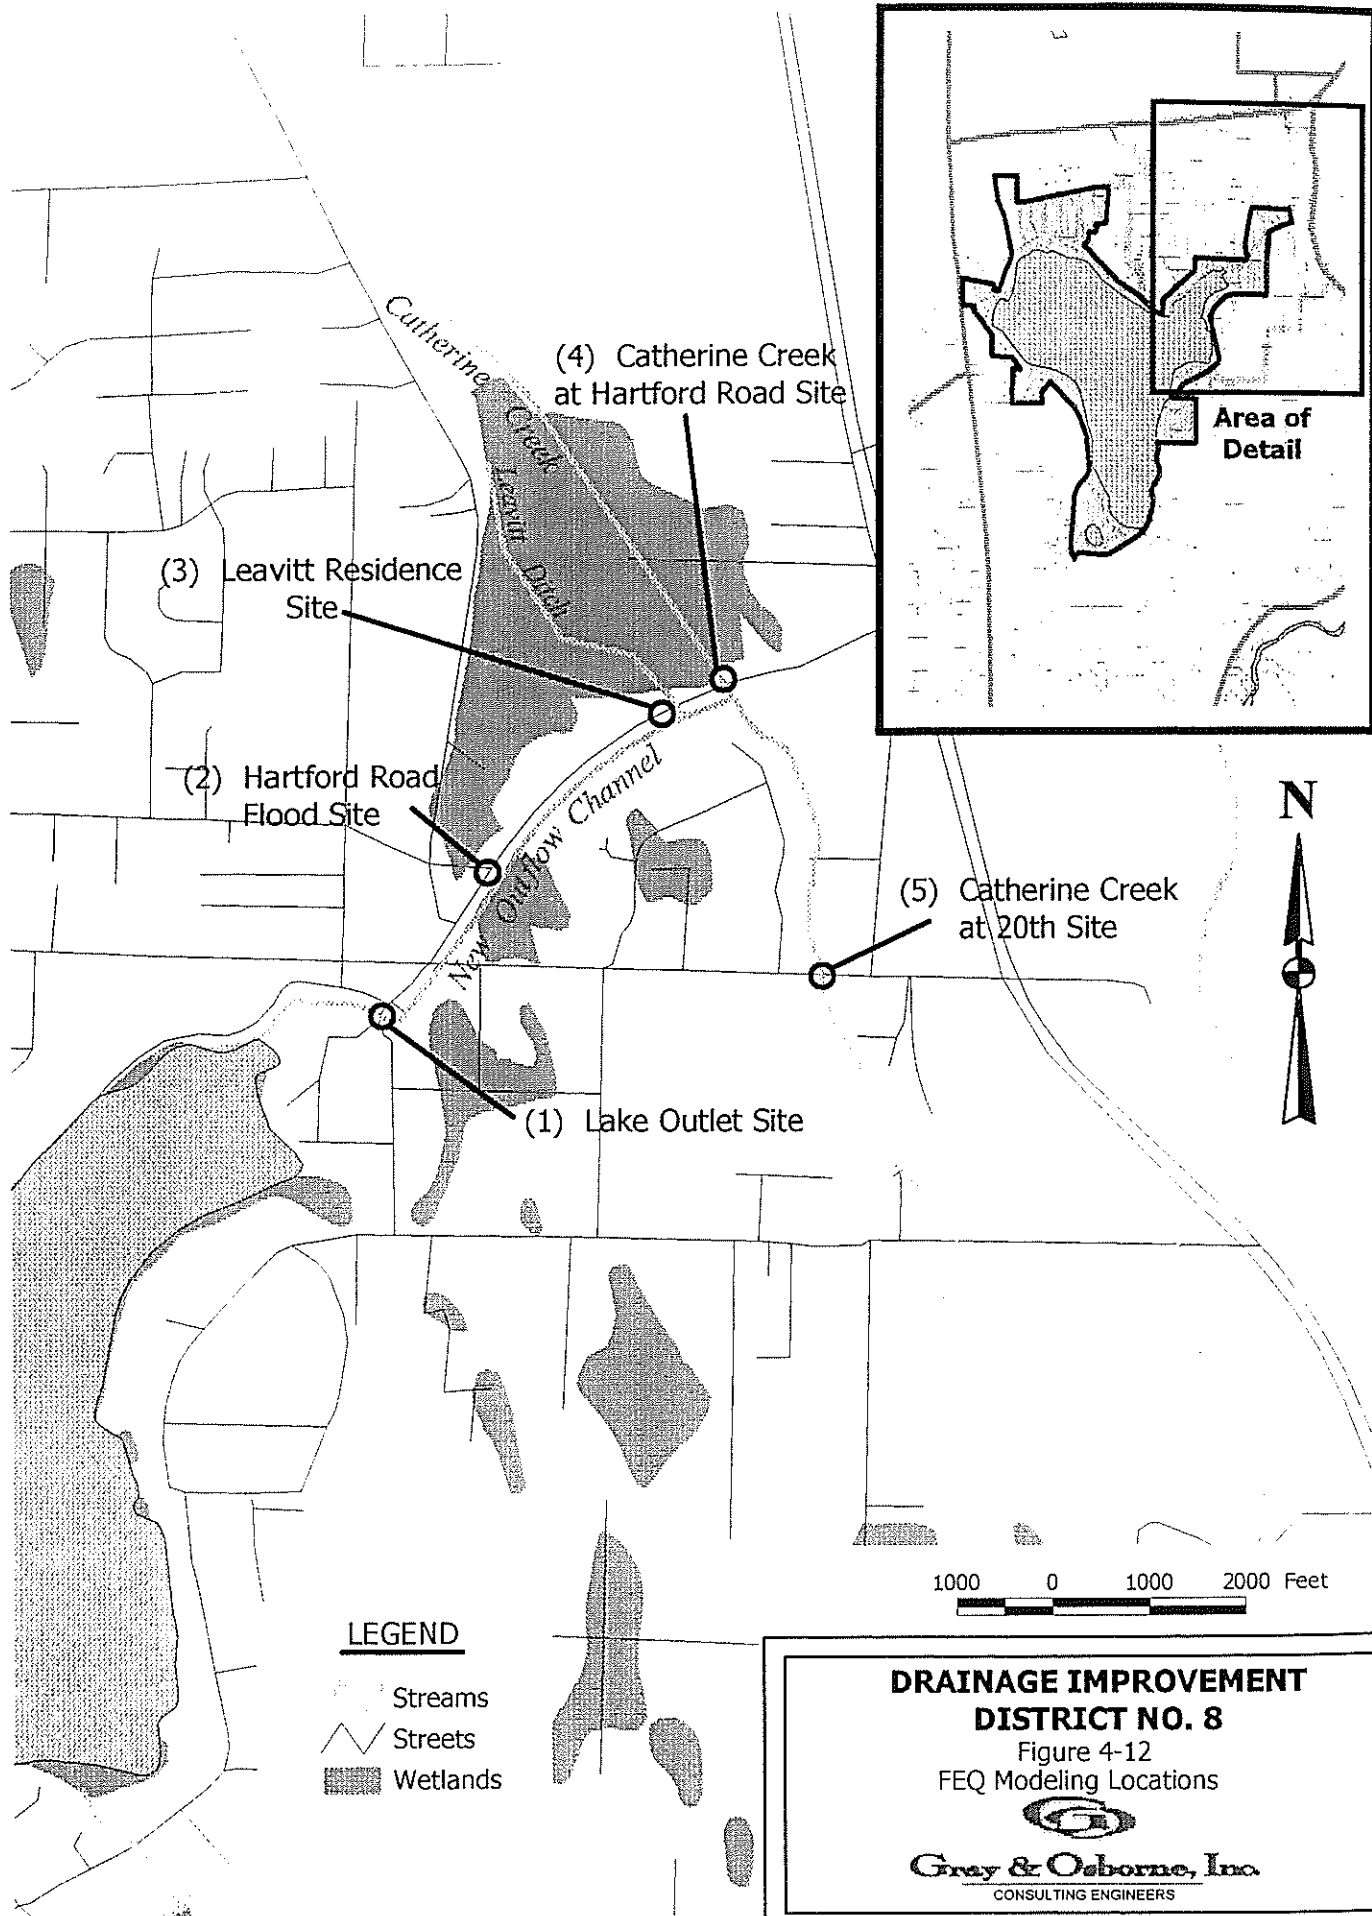 Area of
Detail
Catherine Creek
(4) Catherine Creek
at Hartford Road Site
Leavitt Ditch
(3) Leavitt Residence
Site
(2) Hartford Road
Flood Site
New Outflow Channel
N
(5) Catherine Creek
at 20th Site
(1) Lake Outlet Site
1000 0 1000 2000 Feet
LEGEND
Streams
Streets
Wetlands
DRAINAGE IMPROVEMENT
DISTRICT NO. 8
Figure 4-12
FEQ Modeling Locations
Gray & Osborne, Inc.
CONSULTING ENGINEERS